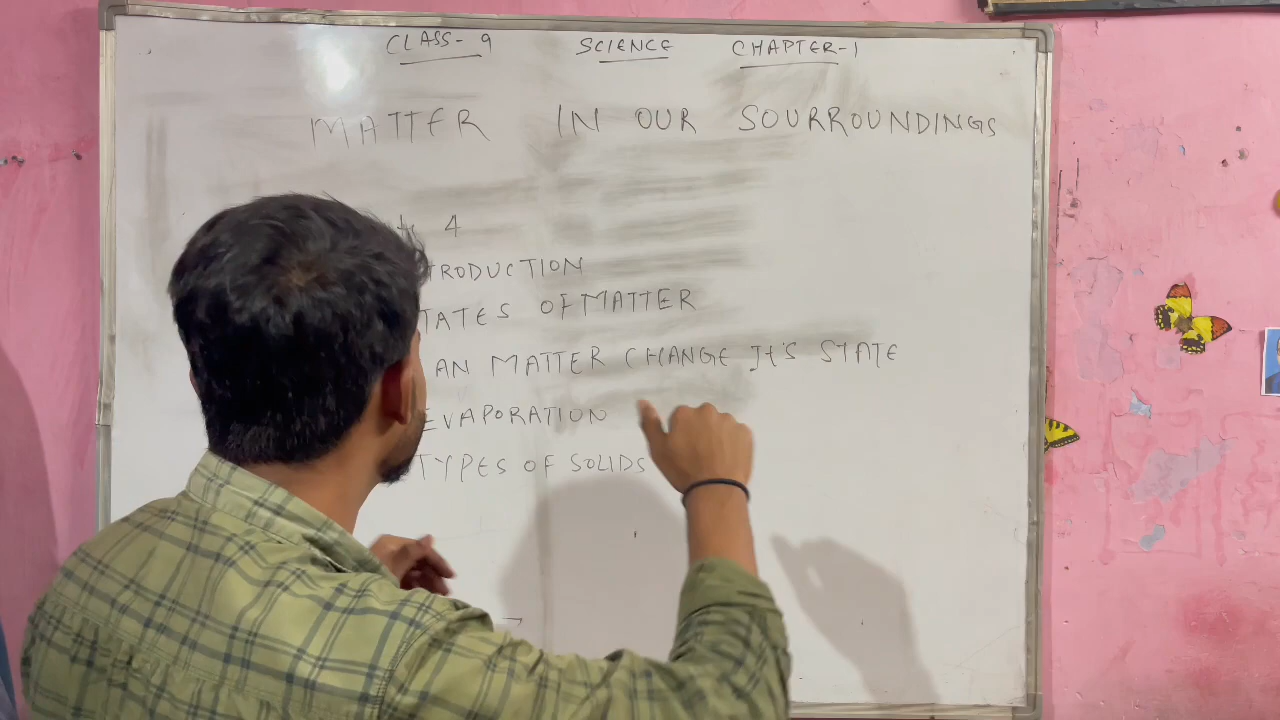 CLASS-9 SCIENCE CHAPTER-1
MATTER IN OUR SOURROUNDINGS
4
TRODUCTION
TATES OF MATTER
AN MATTER CHANGE It'S STATE
EVAPORATION
TYPES OF SOLIDS